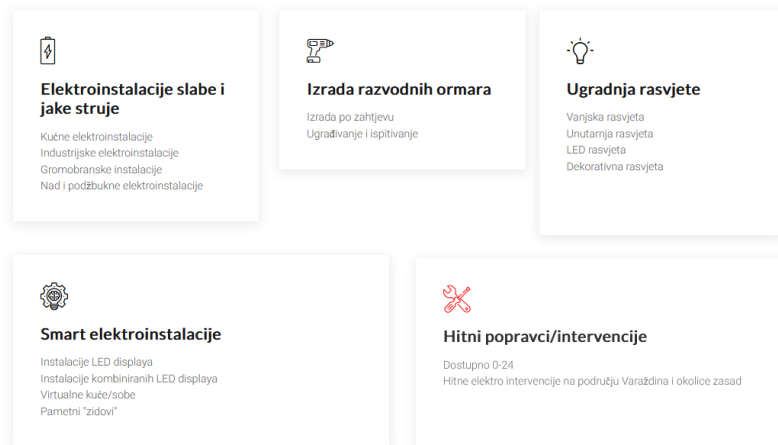 Elektroinstalacije slabe i
jake struje
Kućne elektroinstalacije
Industrijske elektroinstalacije
Gromobranske instalacije
Nad i podžbukne elektroinstalacije
Izrada razvodnih ormara
Izrada po zahtjevu
Ugrađivanje i ispitivanje
Ugradnja rasvjete
Vanjska rasvjeta
Unutarnja rasvjeta
LED rasvjeta
Dekorativna rasvjeta
Smart elektroinstalacije
Instalacije LED displaya
Instalacije kombiniranih LED displaya
Virtualne kuće/sobe
Pametni "zidovi"
Hitni popravci/intervencije
Dostupno 0-24
Hitne elektro intervencije na području Varaždina i okolice zasad